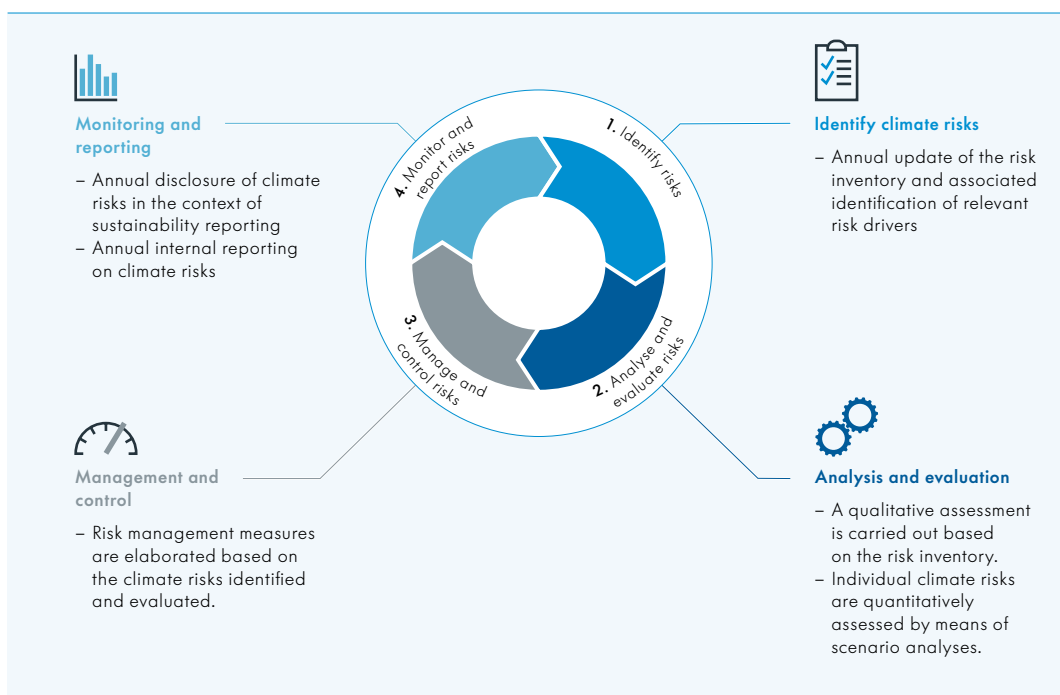 Monitoring and
reporting
– Annual disclosure of climate
risks in the context of
sustainability reporting
– Annual internal reporting
on climate risks
4. Monitor and
report risks
1. Identify risks
Identify climate risks
– Annual update of the risk
inventory and associated
identification of relevant
risk drivers
3. Manage and
control risks
2. Analyse and
evaluate risks
Management and
control
– Risk management measures
are elaborated based on
the climate risks identified
and evaluated.
Analysis and evaluation
– A qualitative assessment
is carried out based
on the risk inventory.
– Individual climate risks
are quantitatively
assessed by means of
scenario analyses.